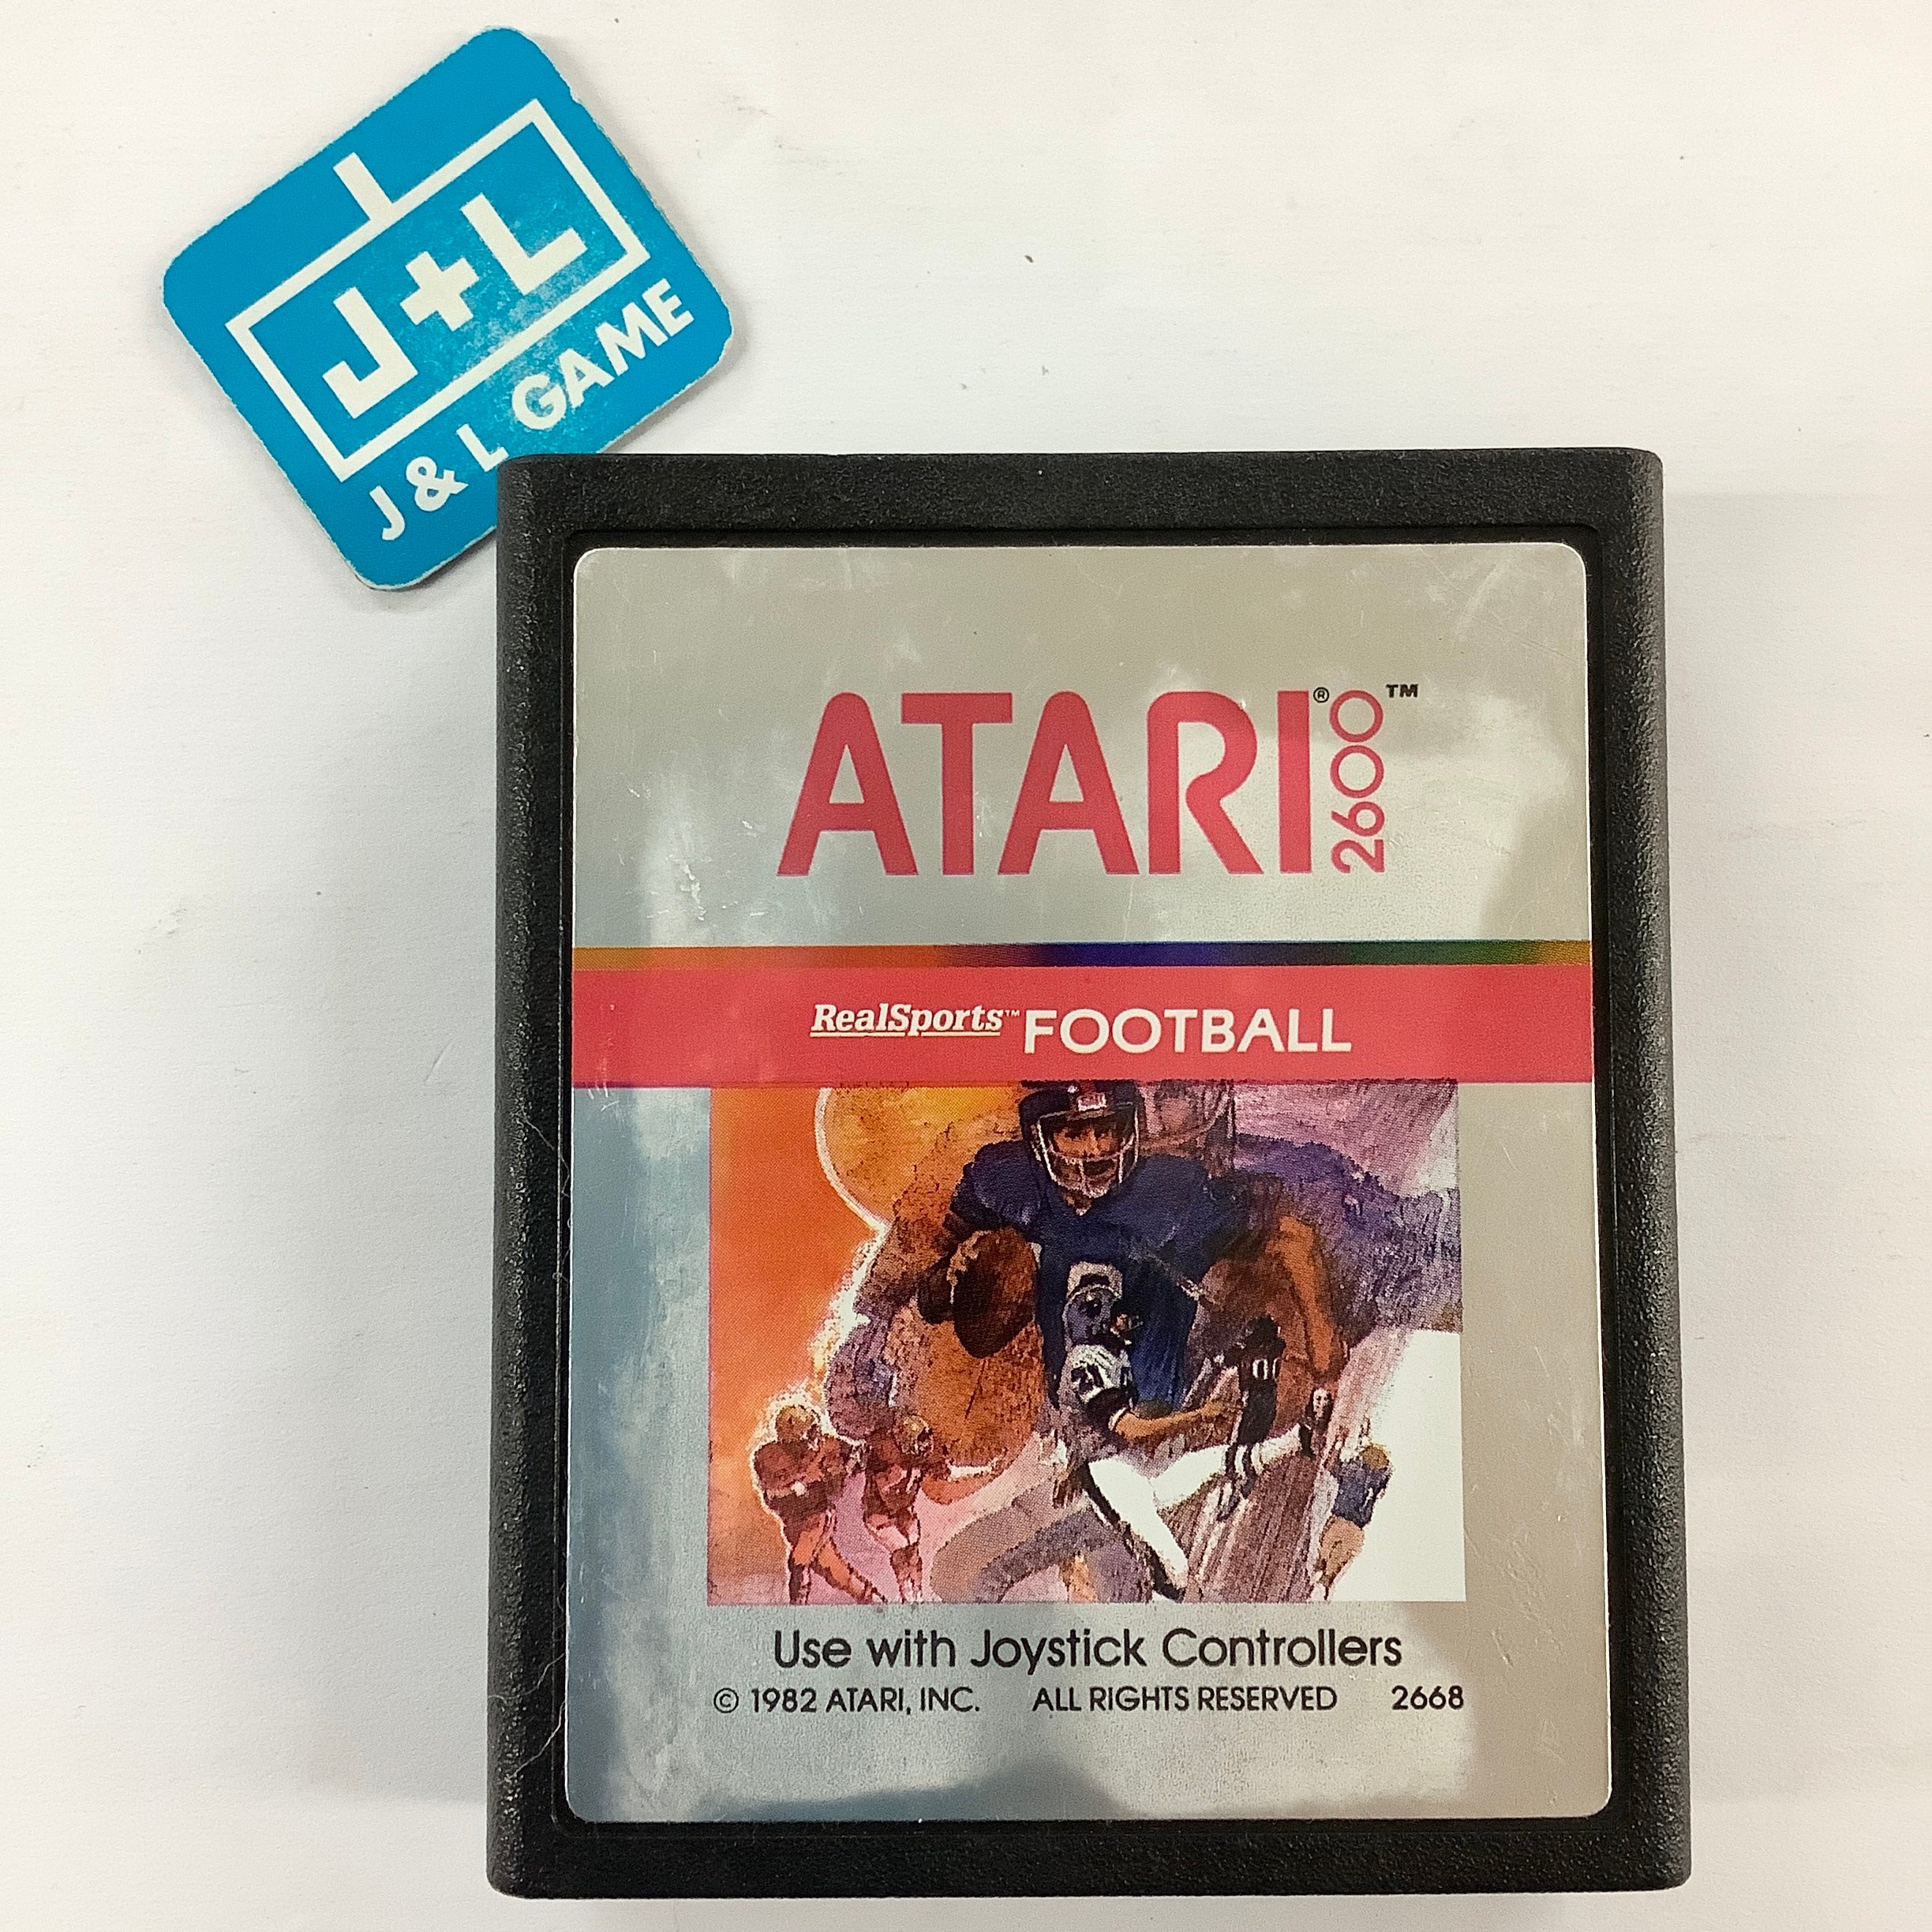 J+L
J & L GAME
ATARI® 2600™
RealSports™ FOOTBALL
Use with Joystick Controllers
© 1982 ATARI, INC. ALL RIGHTS RESERVED 2668